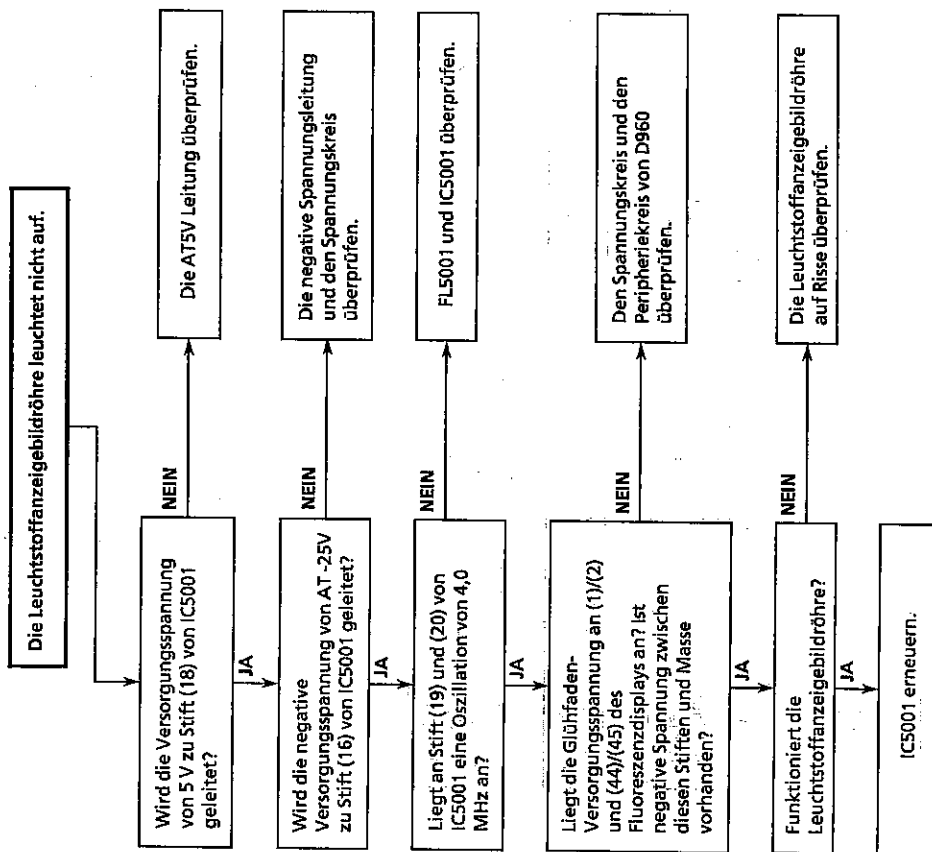 Die Leuchtstoffanzeigebildröhre leuchtet nicht auf.
Wird die Versorgungsspannung
von 5 V zu Stift (18) von IC5001
geleitet?
NEIN
Die AT5V Leitung überprüfen.
JA
Wird die negative
Versorgungsspannung von AT -25V
zu Stift (16) von IC5001 geleitet?
NEIN
Die negative Spannungsleitung
und den Spannungskreis
überprüfen.
JA
Liegt an Stift (19) und (20) von
IC5001 eine Oszillation von 4,0
MHz an?
NEIN
FL5001 und IC5001 überprüfen.
JA
Liegt die Glühfaden-
Versorgungsspannung an (1)/(2)
und (44)/(45) des
Fluoreszenzdisplays an? Ist
negative Spannung zwischen
diesen Stiften und Masse
vorhanden?
NEIN
Den Spannungskreis und den
Peripheriekreis von D960
überprüfen.
JA
Funktioniert die
Leuchtstoffanzeigebildröhre?
NEIN
Die Leuchtstoffanzeigebildröhre
auf Risse überprüfen.
JA
IC5001 erneuern.